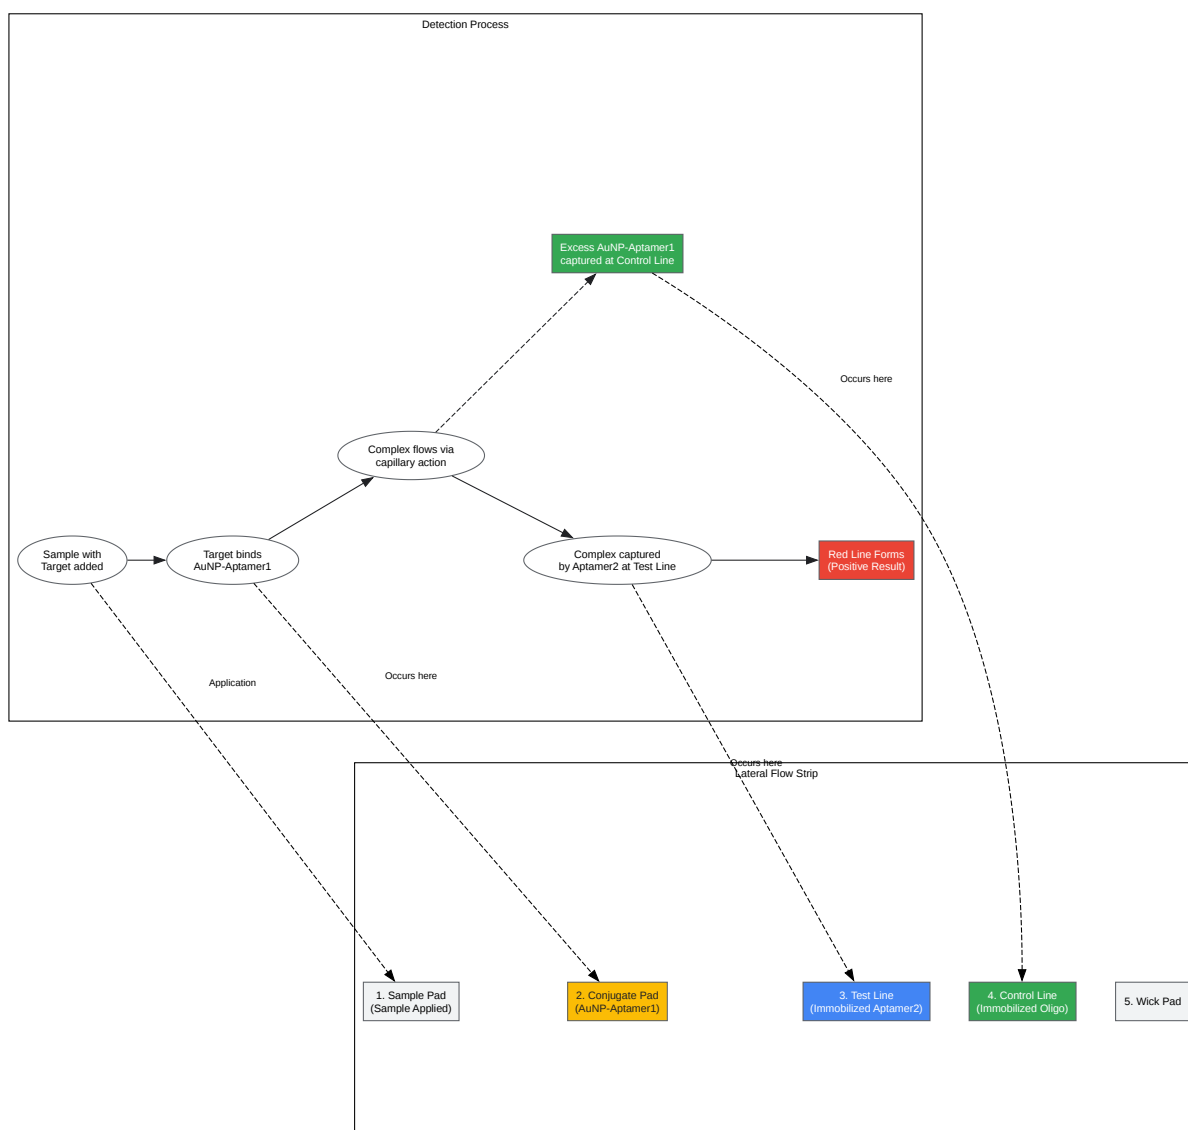 Detection Process
Excess AuNP-Aptamer1
captured at Control Line
Occurs here
Complex flows via
capillary action
Sample with
Target added
Target binds
AuNP-Aptamer1
Complex captured
by Aptamer2 at Test Line
Red Line Forms
(Positive Result)
Application
Occurs here
Occurs here
Lateral Flow Strip
1. Sample Pad
(Sample Applied)
2. Conjugate Pad
(AuNP-Aptamer1)
3. Test Line
(Immobilized Aptamer2)
4. Control Line
(Immobilized Oligo)
5. Wick Pad